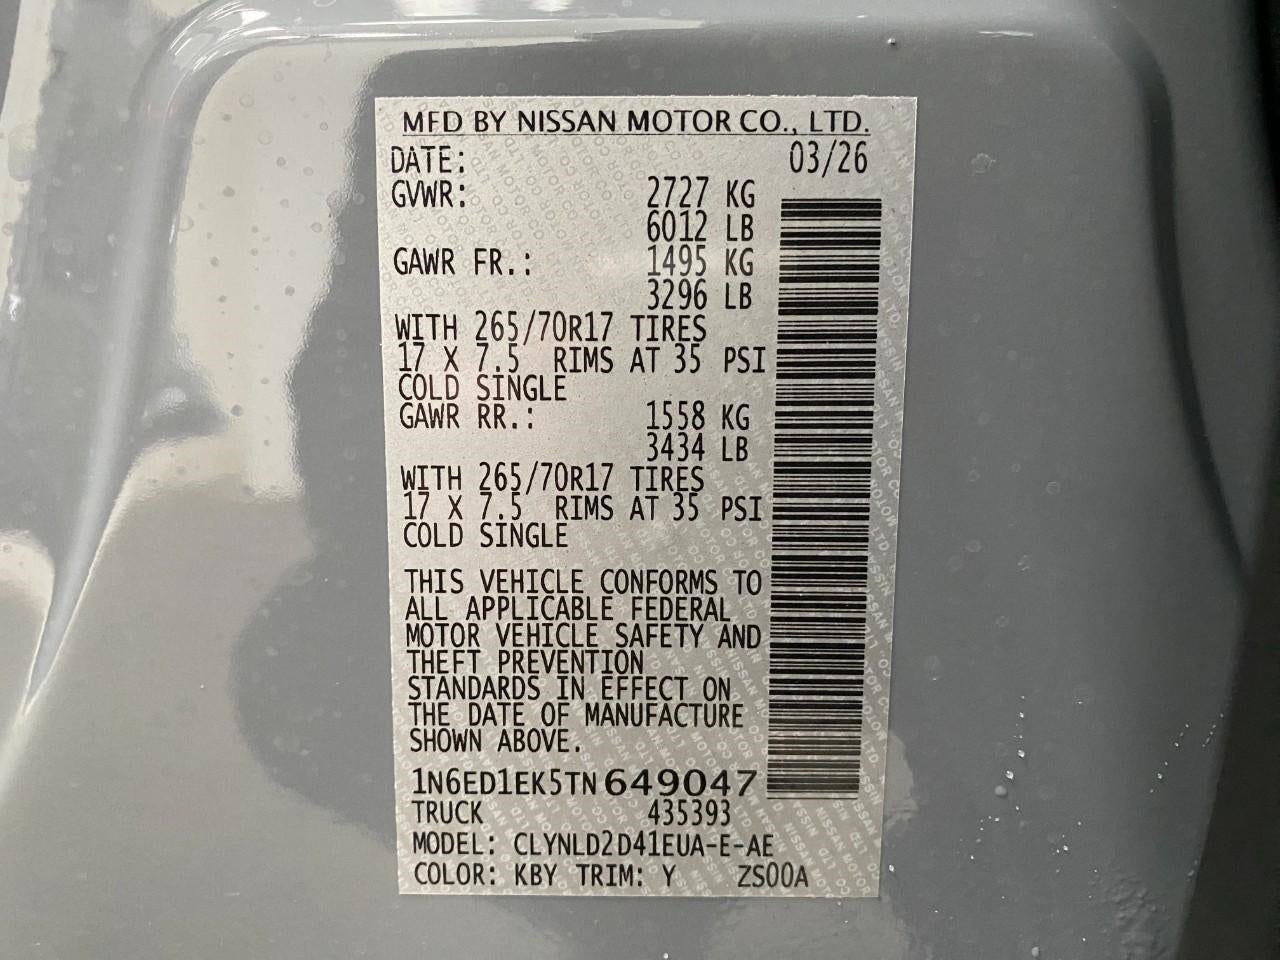 MFD BY NISSAN MOTOR CO., LTD.
DATE: 03/26
GVWR: 2727 KG
6012 LB
GAWR FR.: 1495 KG
3296 LB
WITH 265/70R17 TIRES
17 X 7.5 RIMS AT 35 PSI
COLD SINGLE
GAWR RR.: 1558 KG
3434 LB
WITH 265/70R17 TIRES
17 X 7.5 RIMS AT 35 PSI
COLD SINGLE
THIS VEHICLE CONFORMS TO
ALL APPLICABLE FEDERAL
MOTOR VEHICLE SAFETY AND
THEFT PREVENTION
STANDARDS IN EFFECT ON
THE DATE OF MANUFACTURE
SHOWN ABOVE.
1N6ED1EK5TN649047
TRUCK 435393
MODEL: CLYNLD2D41EUA-E-AE
COLOR: KBY TRIM: Y ZS00A